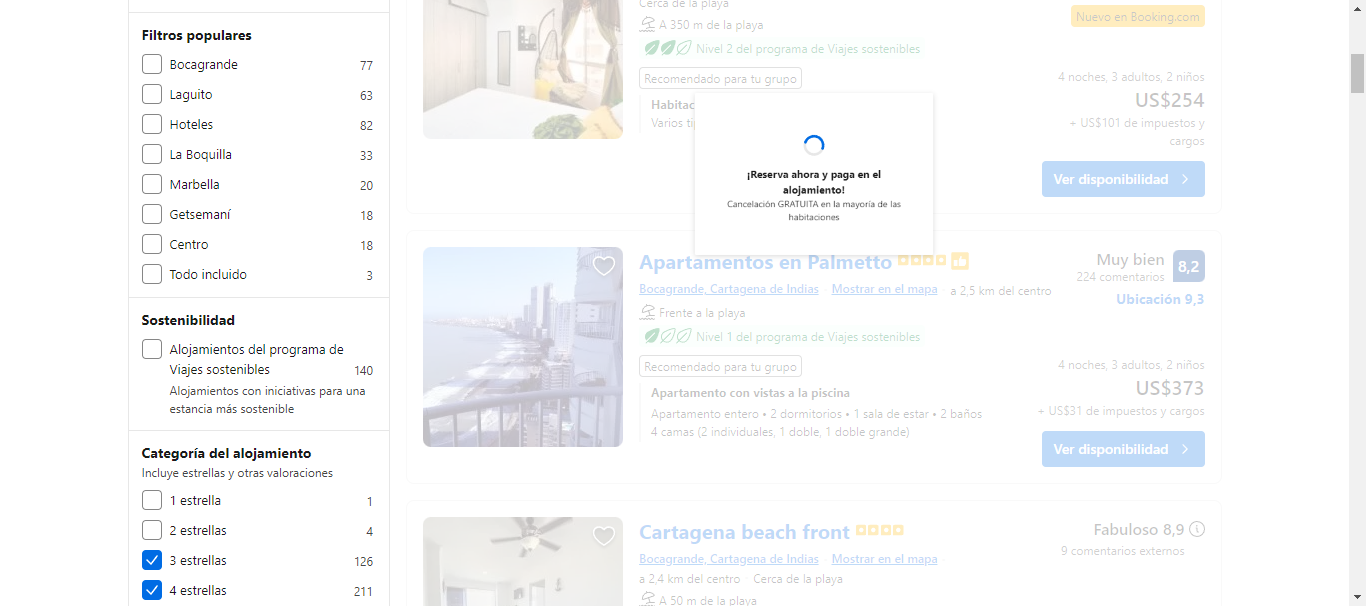 Filtros populares
Bocagrande 77
Laguito 63
Hoteles 82
La Boquilla 33
Marbella 20
Getsemaní 18
Centro 18
Todo incluido 3
Sostenibilidad
Alojamientos del programa de
Viajes sostenibles 140
Alojamientos con iniciativas para una
estancia más sostenible
Categoría del alojamiento
Incluye estrellas y otras valoraciones
1 estrella 1
2 estrellas 4
3 estrellas 126
4 estrellas 211
Cerca de la playa
Nuevo en Booking.com
A 350 m de la playa
Nivel 2 del programa de Viajes sostenibles
Recomendado para tu grupo
4 noches, 3 adultos, 2 niños
US$254
+ US$101 de impuestos y
cargos
Ver disponibilidad
¡Reserva ahora y paga en el
alojamiento!
Cancelación GRATUITA en la mayoría de las
habitaciones
Apartamentos en Palmetto
Muy bien 8,2
224 comentarios
Bocagrande, Cartagena de Indias Mostrar en el mapa a 2,5 km del centro
Ubicación 9,3
Frente a la playa
Nivel 1 del programa de Viajes sostenibles
Recomendado para tu grupo
4 noches, 3 adultos, 2 niños
Apartamento con vistas a la piscina
US$373
Apartamento entero • 2 dormitorios • 1 sala de estar • 2 baños
+ US$31 de impuestos y cargos
4 camas (2 individuales, 1 doble, 1 doble grande)
Ver disponibilidad
Cartagena beach front
Fabuloso 8,9
9 comentarios externos
Bocagrande, Cartagena de Indias Mostrar en el mapa
a 2,4 km del centro Cerca de la playa
A 50 m de la playa